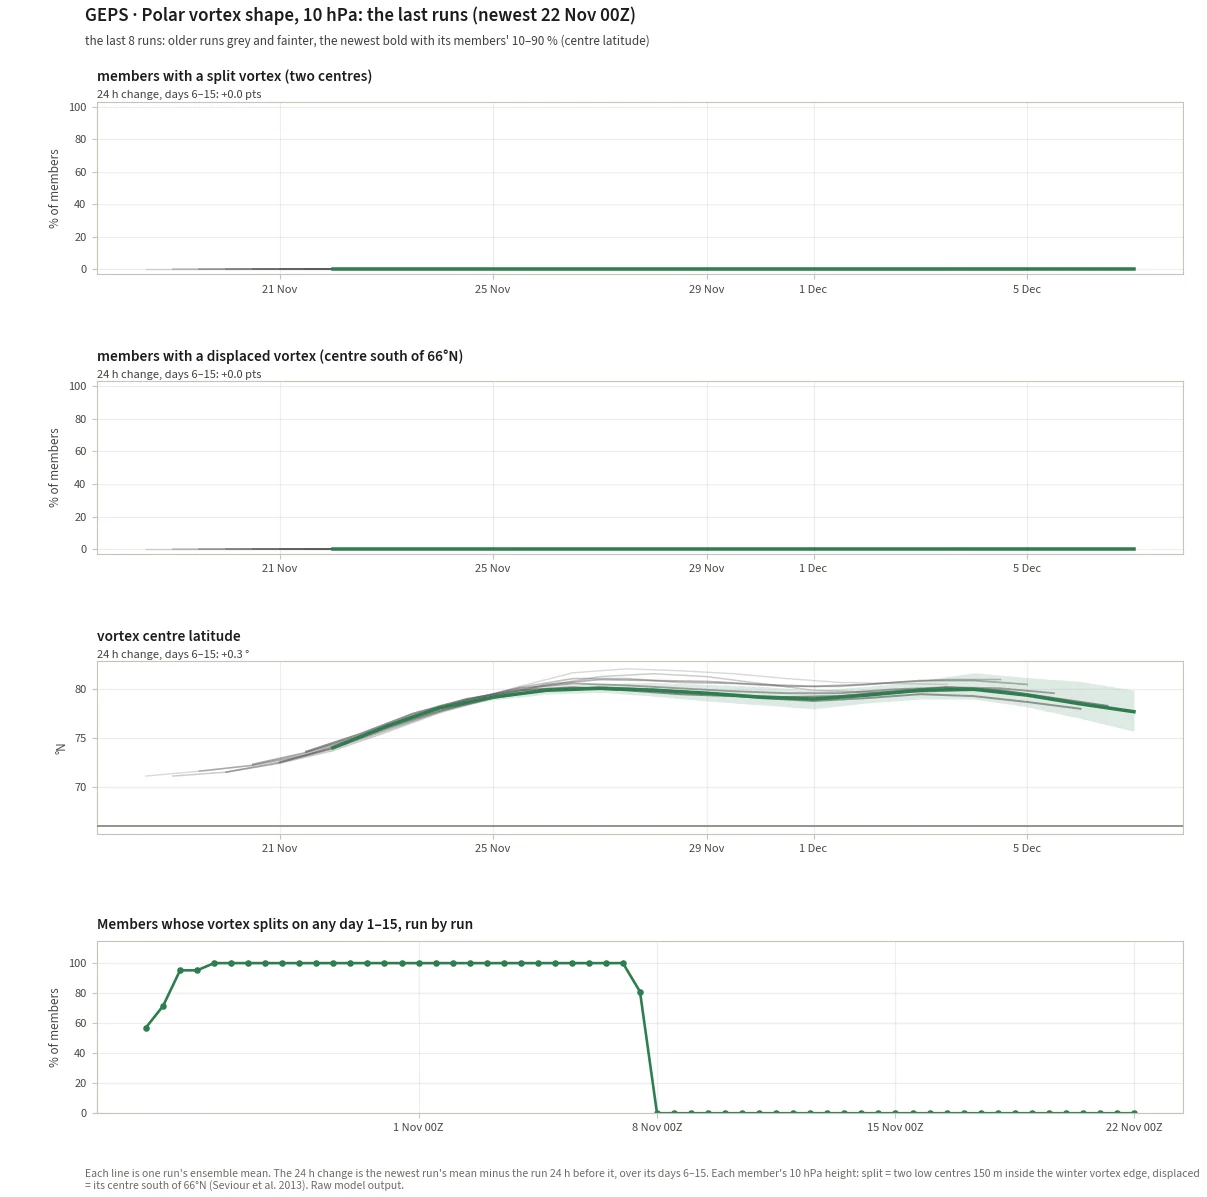 GEPS · Polar vortex shape, 10 hPa: the last runs (newest 22 Nov 00Z)
the last 8 runs: older runs grey and fainter, the newest bold with its members' 10–90 % (centre latitude)
members with a split vortex (two centres)
24 h change, days 6–15: +0.0 pts
% of members
100
80
60
40
20
0
21 Nov
25 Nov
29 Nov
1 Dec
5 Dec
members with a displaced vortex (centre south of 66°N)
24 h change, days 6–15: +0.0 pts
% of members
100
80
60
40
20
0
21 Nov
25 Nov
29 Nov
1 Dec
5 Dec
vortex centre latitude
24 h change, days 6–15: +0.3 °
°N
80
75
70
21 Nov
25 Nov
29 Nov
1 Dec
5 Dec
Members whose vortex splits on any day 1–15, run by run
% of members
100
80
60
40
20
0
1 Nov 00Z
8 Nov 00Z
15 Nov 00Z
22 Nov 00Z
Each line is one run's ensemble mean. The 24 h change is the newest run's mean minus the run 24 h before it, over its days 6–15. Each member's 10 hPa height: split = two low centres 150 m inside the winter vortex edge, displaced
= its centre south of 66°N (Seviour et al. 2013). Raw model output.